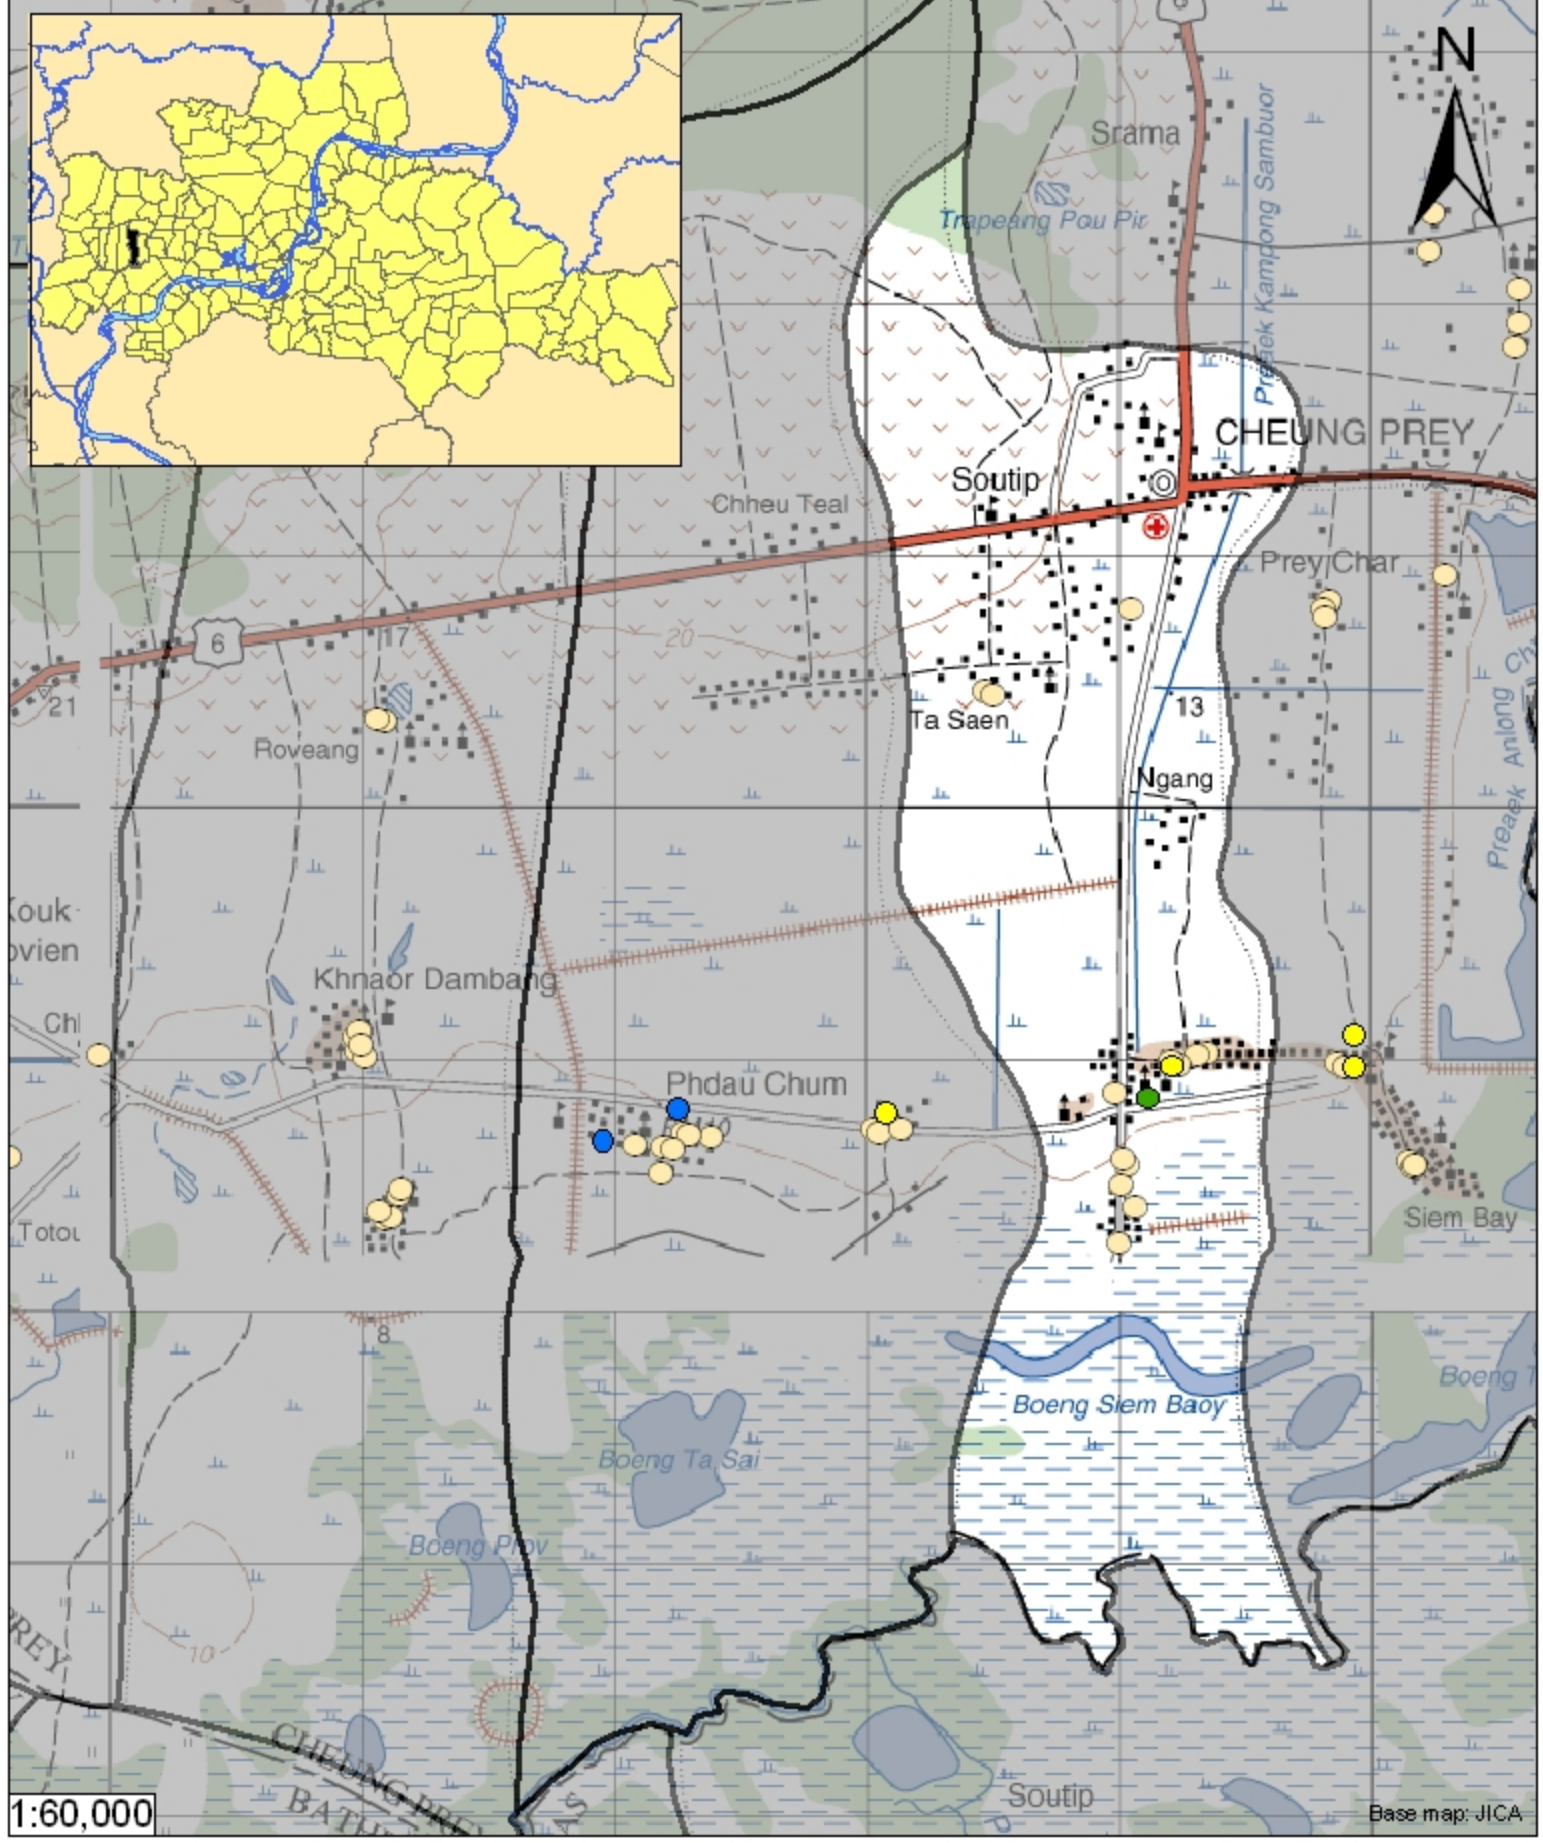 N
Srama
Trapeang Pou Pir
Preaek Kampong Sambuor
CHEUNG PREY
Soutip
Chheu Teal
Prey Char
6
17
20
21
Ta Saen
13
Roveang
Ngang
Preaek Anlong
Kouk
Khnaor Dambang
Phdau Chum
Siem Bay
8
Boeng Siem Baoy
Boeng
Boeng Ta Sai
Boeng Prov
10
PREY
CHEUNG PREY
Soutip
1:60,000
Base map: JICA